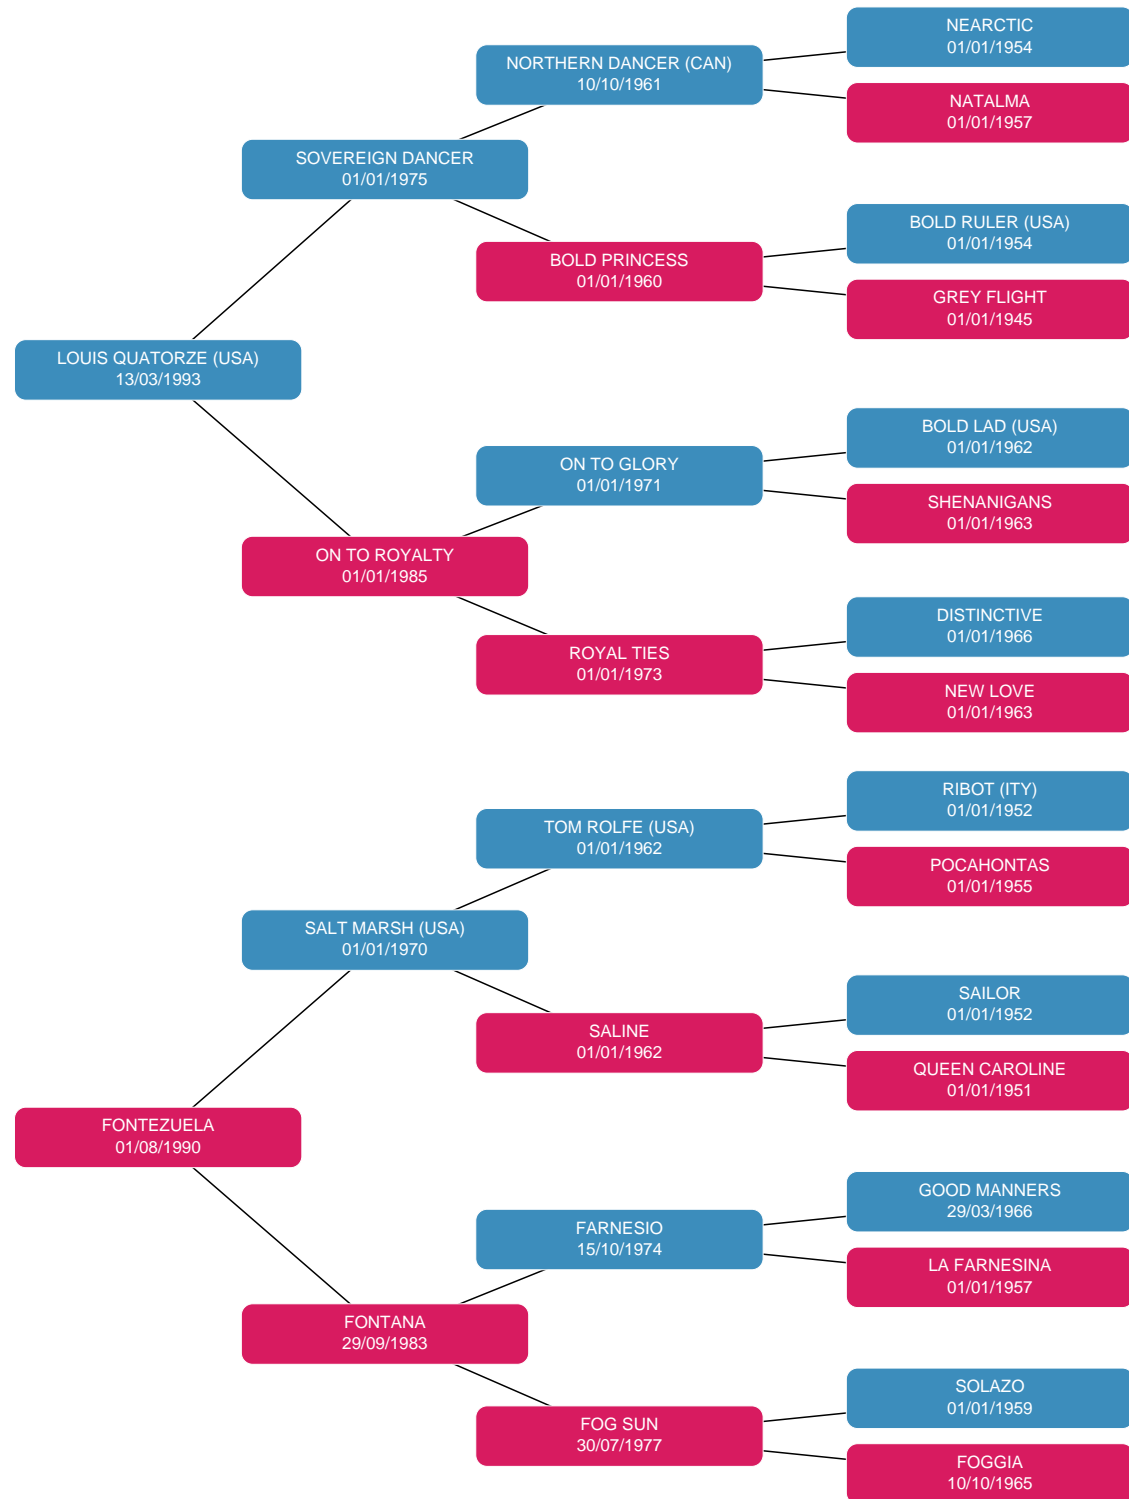 NEARCTIC
01/01/1954
NORTHERN DANCER (CAN)
10/10/1961
NATALMA
01/01/1957
SOVEREIGN DANCER
01/01/1975
BOLD RULER (USA)
01/01/1954
BOLD PRINCESS
01/01/1960
GREY FLIGHT
01/01/1945
LOUIS QUATORZE (USA)
13/03/1993
BOLD LAD (USA)
01/01/1962
ON TO GLORY
01/01/1971
SHENANIGANS
01/01/1963
ON TO ROYALTY
01/01/1985
DISTINCTIVE
01/01/1966
ROYAL TIES
01/01/1973
NEW LOVE
01/01/1963
RIBOT (ITY)
01/01/1952
TOM ROLFE (USA)
01/01/1962
POCAHONTAS
01/01/1955
SALT MARSH (USA)
01/01/1970
SAILOR
01/01/1952
SALINE
01/01/1962
QUEEN CAROLINE
01/01/1951
FONTEZUELA
01/08/1990
GOOD MANNERS
29/03/1966
FARNESIO
15/10/1974
LA FARNESINA
01/01/1957
FONTANA
29/09/1983
SOLAZO
01/01/1959
FOG SUN
30/07/1977
FOGGIA
10/10/1965